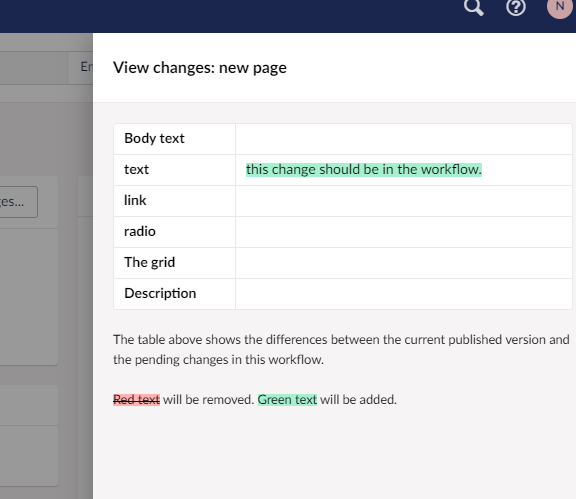 N
En
View changes: new page
Body text
text this change should be in the workflow.
ges...
link
radio
The grid
Description
The table above shows the differences between the current published version and
the pending changes in this workflow.
Red text will be removed. Green text will be added.